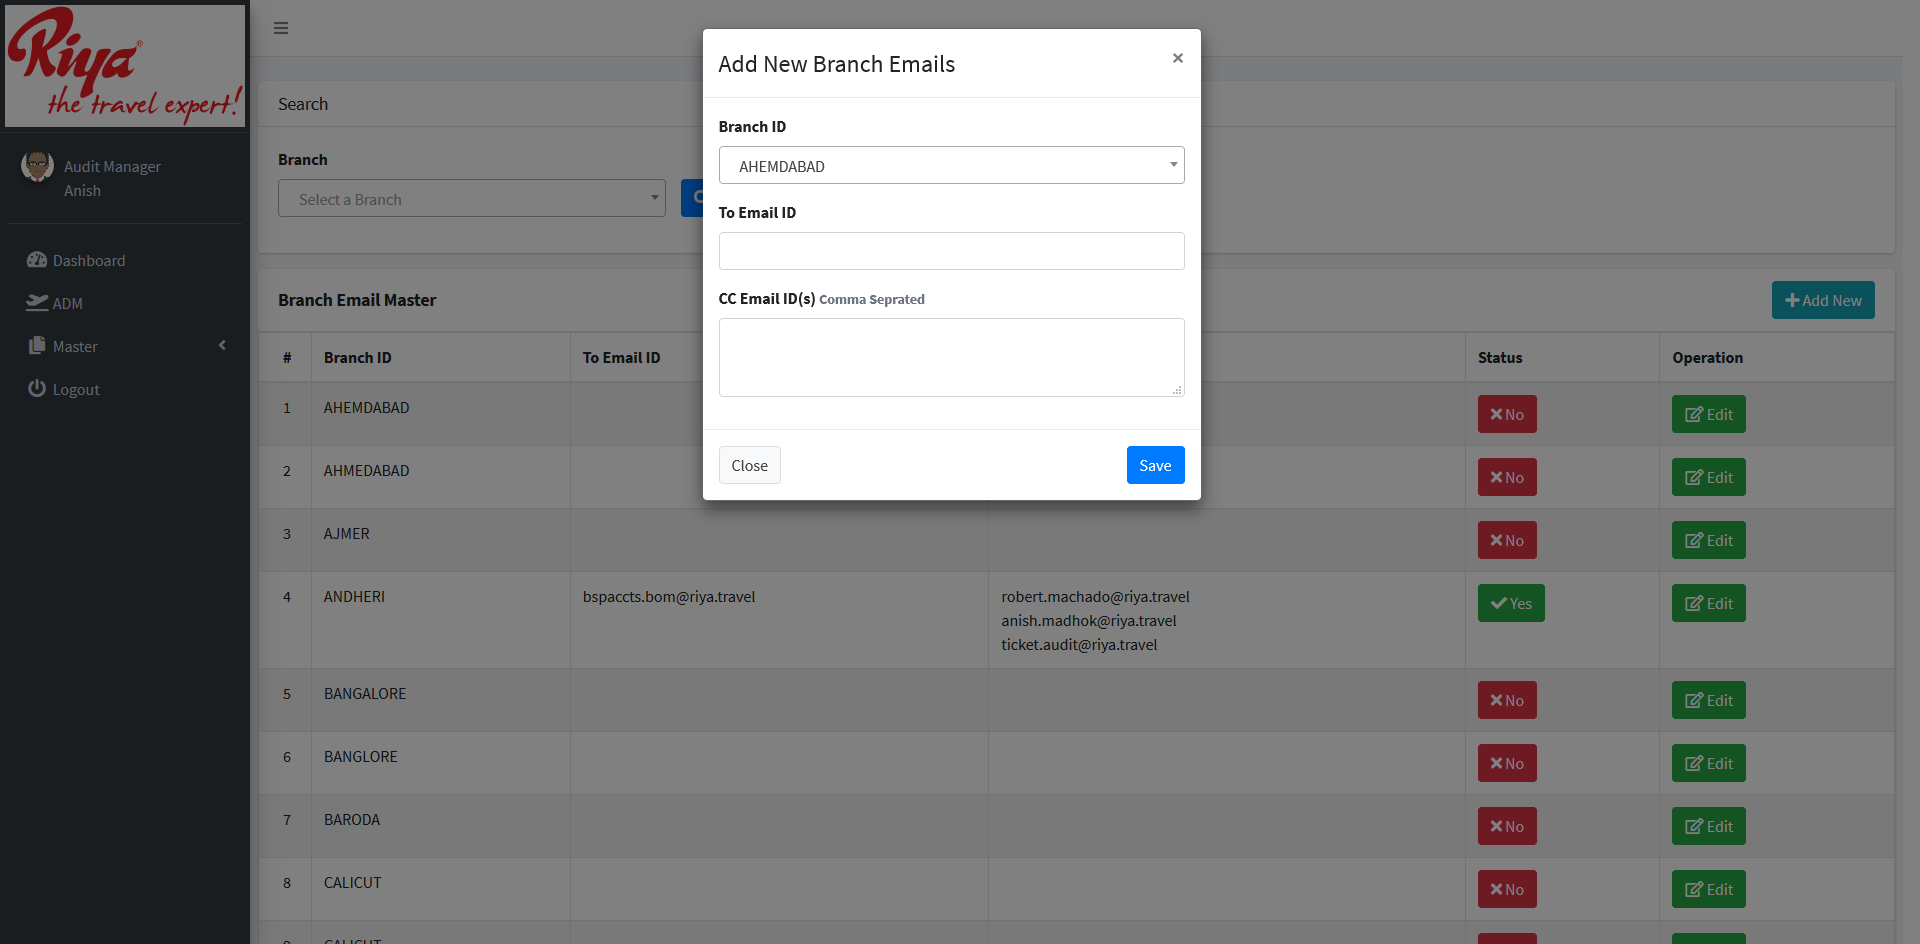 Riya®
the travel expert!
Audit Manager
Anish
Dashboard
ADM
Master
Logout
Search
Branch
Select a Branch
Branch Email Master
Add New
# Branch ID To Email ID Status Operation
1 AHEMDABAD No Edit
2 AHMEDABAD No Edit
3 AJMER No Edit
4 ANDHERI bspaccts.bom@riya.travel robert.machado@riya.travel Yes Edit
anish.madhok@riya.travel
ticket.audit@riya.travel
5 BANGALORE No Edit
6 BANGLORE No Edit
7 BARODA No Edit
8 CALICUT No Edit
Add New Branch Emails
×
Branch ID
AHEMDABAD
To Email ID
CC Email ID(s) Comma Seprated
Close
Save